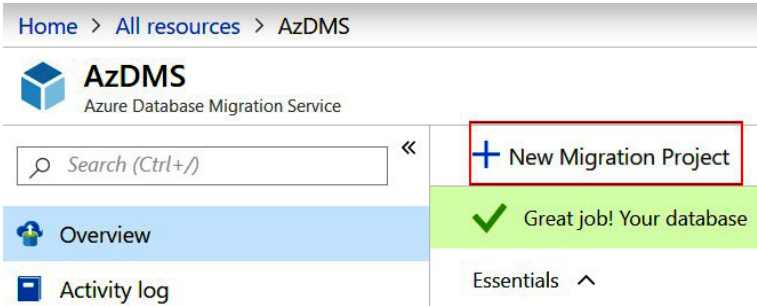 Home > All resources > AzDMS
AzDMS
Azure Database Migration Service
Search (Ctrl+/)
«
+ New Migration Project
Overview
Great job! Your database
Activity log
Essentials